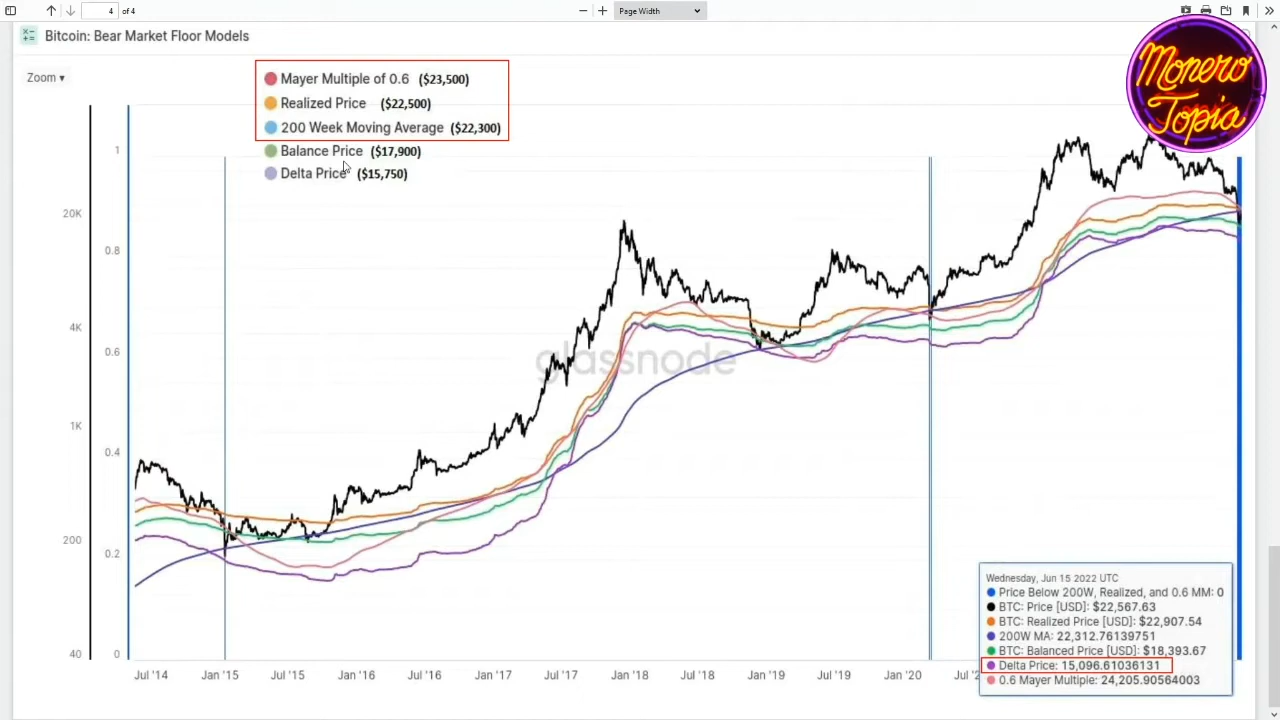 4 of 4
Page Width
Bitcoin: Bear Market Floor Models
Monero
Topia
Zoom ▾
Mayer Multiple of 0.6 ($23,500)
Realized Price ($22,500)
200 Week Moving Average ($22,300)
Balance Price ($17,900)
Delta Price ($15,750)
1
20K
0.8
4K
0.6
glassnode
1K
0.4
200
0.2
40
0
Jul '14
Jan '15
Jul '15
Jan '16
Jul '16
Jan '17
Jul '17
Jan '18
Jul '18
Jan '19
Jul '19
Jan '20
Jul '2
Wednesday, Jun 15 2022 UTC
Price Below 200W, Realized, and 0.6 MM: 0
BTC: Price [USD]: $22,567.63
BTC: Realized Price [USD]: $22,907.54
200W MA: 22,312.76139751
BTC: Balanced Price [USD]: $18,393.67
Delta Price: 15,096.61036131
0.6 Mayer Multiple: 24,205.90564003